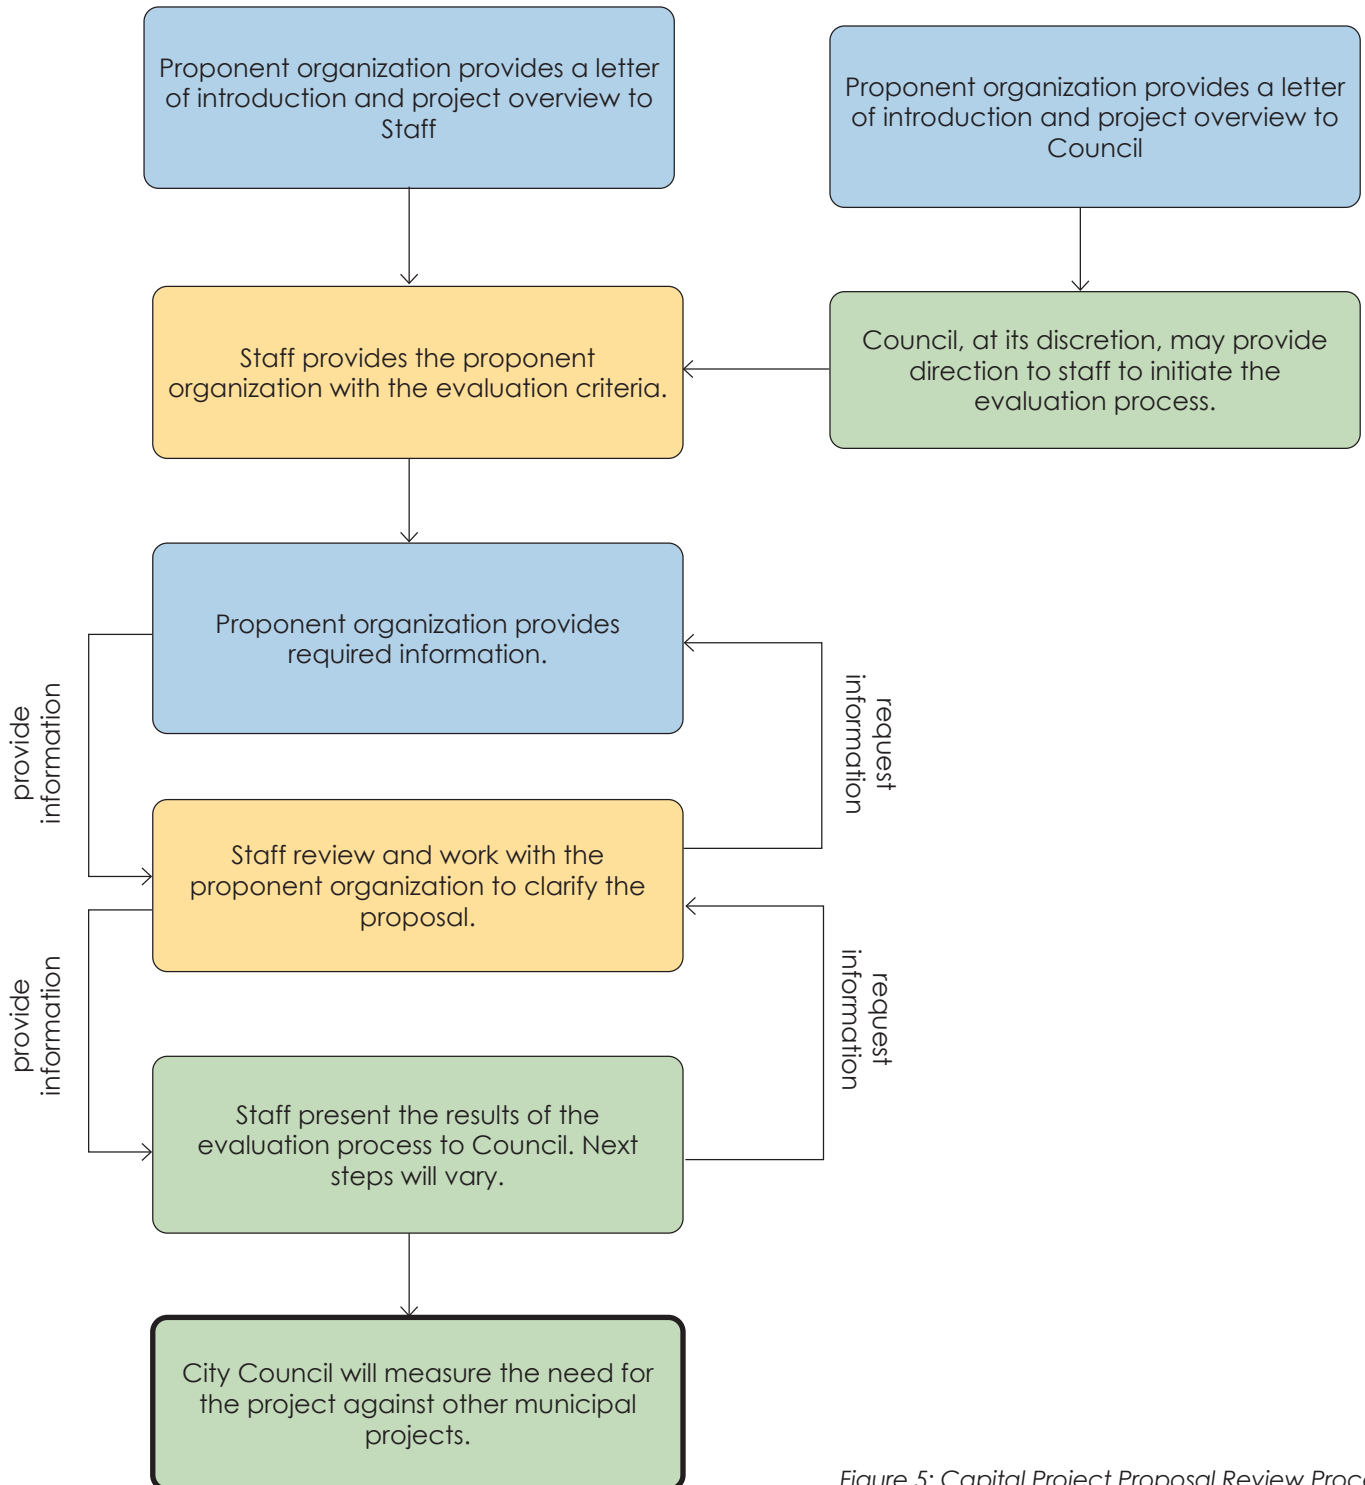 Proponent organization provides a letter
of introduction and project overview to
Staff
Proponent organization provides a letter
of introduction and project overview to
Council
Staff provides the proponent
organization with the evaluation criteria.
Council, at its discretion, may provide
direction to staff to initiate the
evaluation process.
Proponent organization provides
required information.
provide
information
request
information
Staff review and work with the
proponent organization to clarify the
proposal.
provide
information
request
information
Staff present the results of the
evaluation process to Council. Next
steps will vary.
City Council will measure the need for
the project against other municipal
projects.
Figure 5: Capital Project Proposal Review